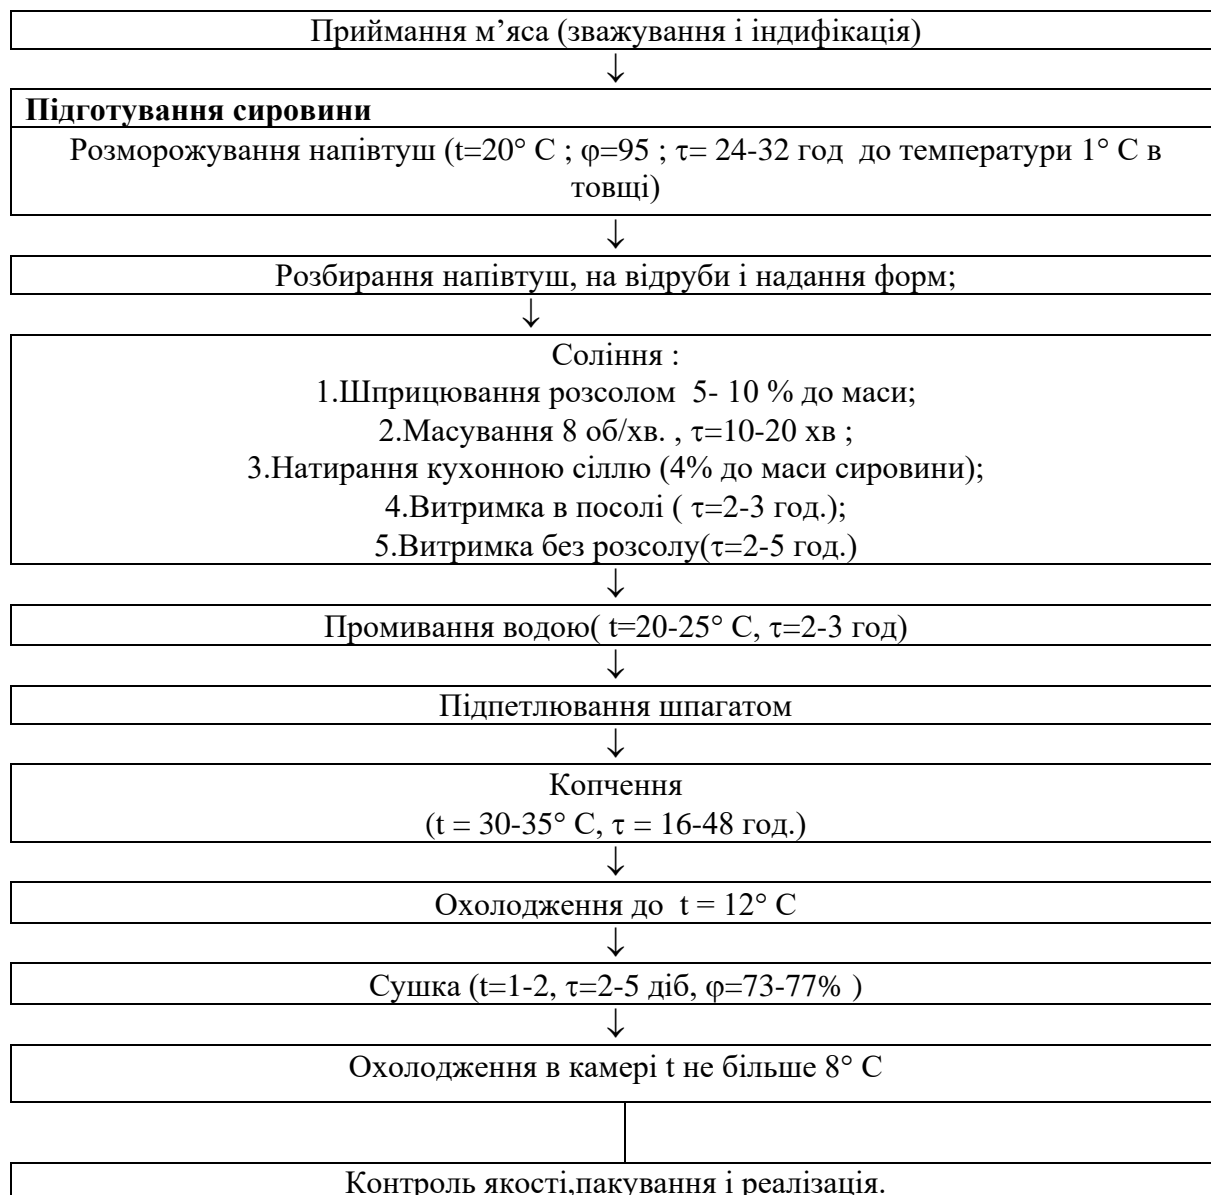 Приймання м’яса (зважування і індифікація)
↓
Підготування сировини
Розморожування напівтуш (t=20° С ; φ=95 ; τ= 24-32 год до температури 1° С в
товщі)
↓
Розбирання напівтуш, на відруби і надання форм;
↓
Соління :
1.Шприцювання розсолом 5- 10 % до маси;
2.Масування 8 об/хв. , τ=10-20 хв ;
3.Натирання кухонною сіллю (4% до маси сировини);
4.Витримка в посолі ( τ=2-3 год.);
5.Витримка без розсолу(τ=2-5 год.)
↓
Промивання водою( t=20-25° С, τ=2-3 год)
↓
Підпетлювання шпагатом
↓
Копчення
(t = 30-35° С, τ = 16-48 год.)
↓
Охолодження до t = 12° С
↓
Сушка (t=1-2, τ=2-5 діб, φ=73-77% )
↓
Охолодження в камері t не більше 8° С
Контроль якості,пакування і реалізація.